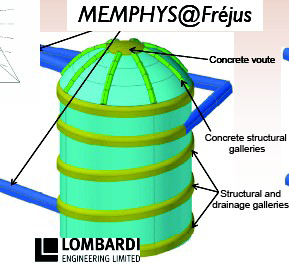 MEMPHYS@Fréjus
Concrete voute
Concrete structural
galleries
Structural and
drainage galleries
LOMBARDI
ENGINEERING LIMITED